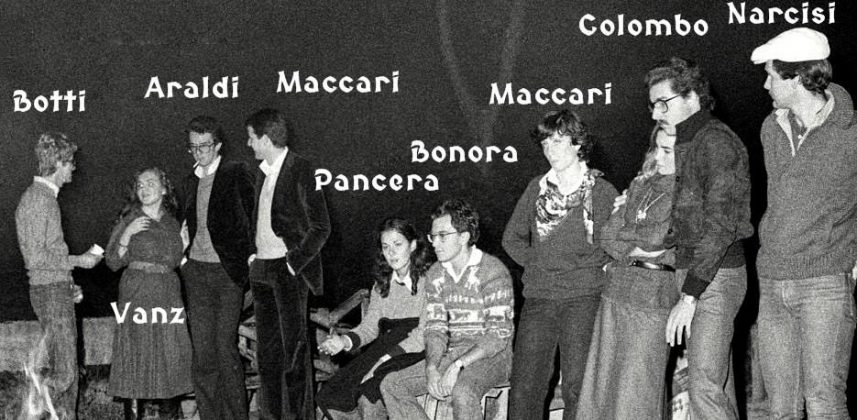 Botti
Araldi
Maccari
Maccari
Colombo
Narcisi
Pancera
Bonora
Vanz